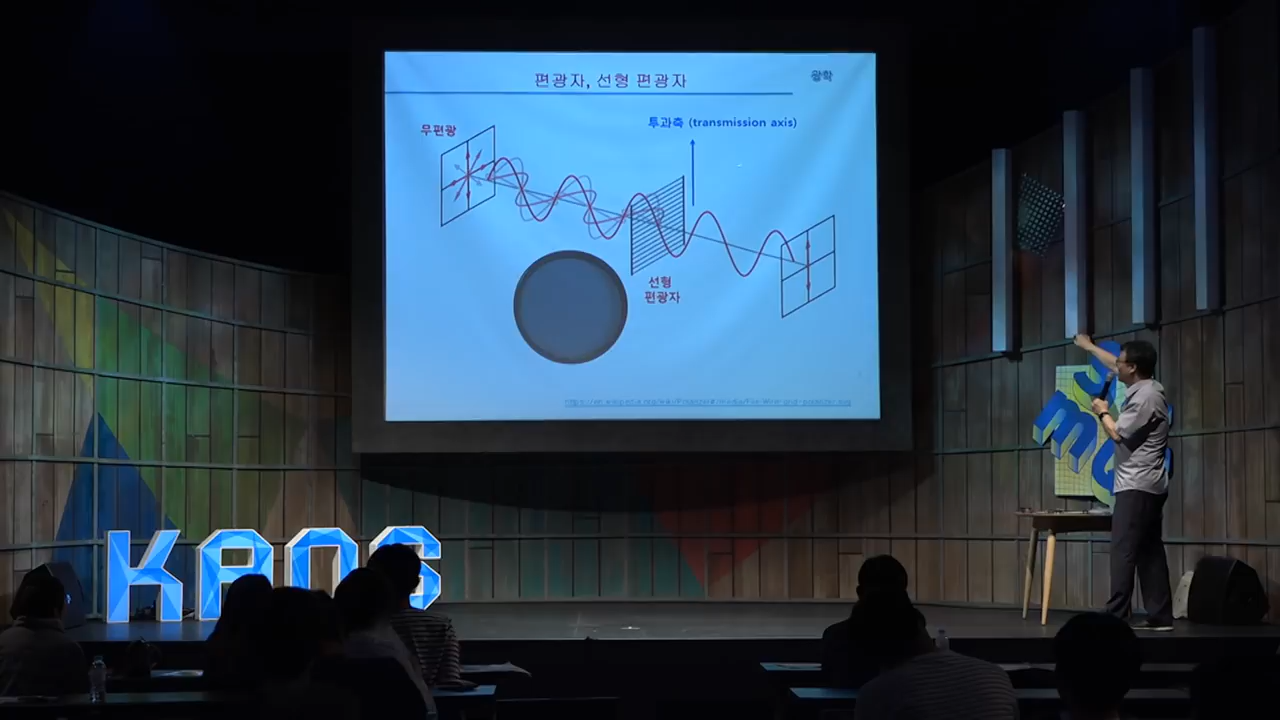 편광자, 선형 편광자
광학
무편광
투과축 (transmission axis)
선형
편광자
KAOS